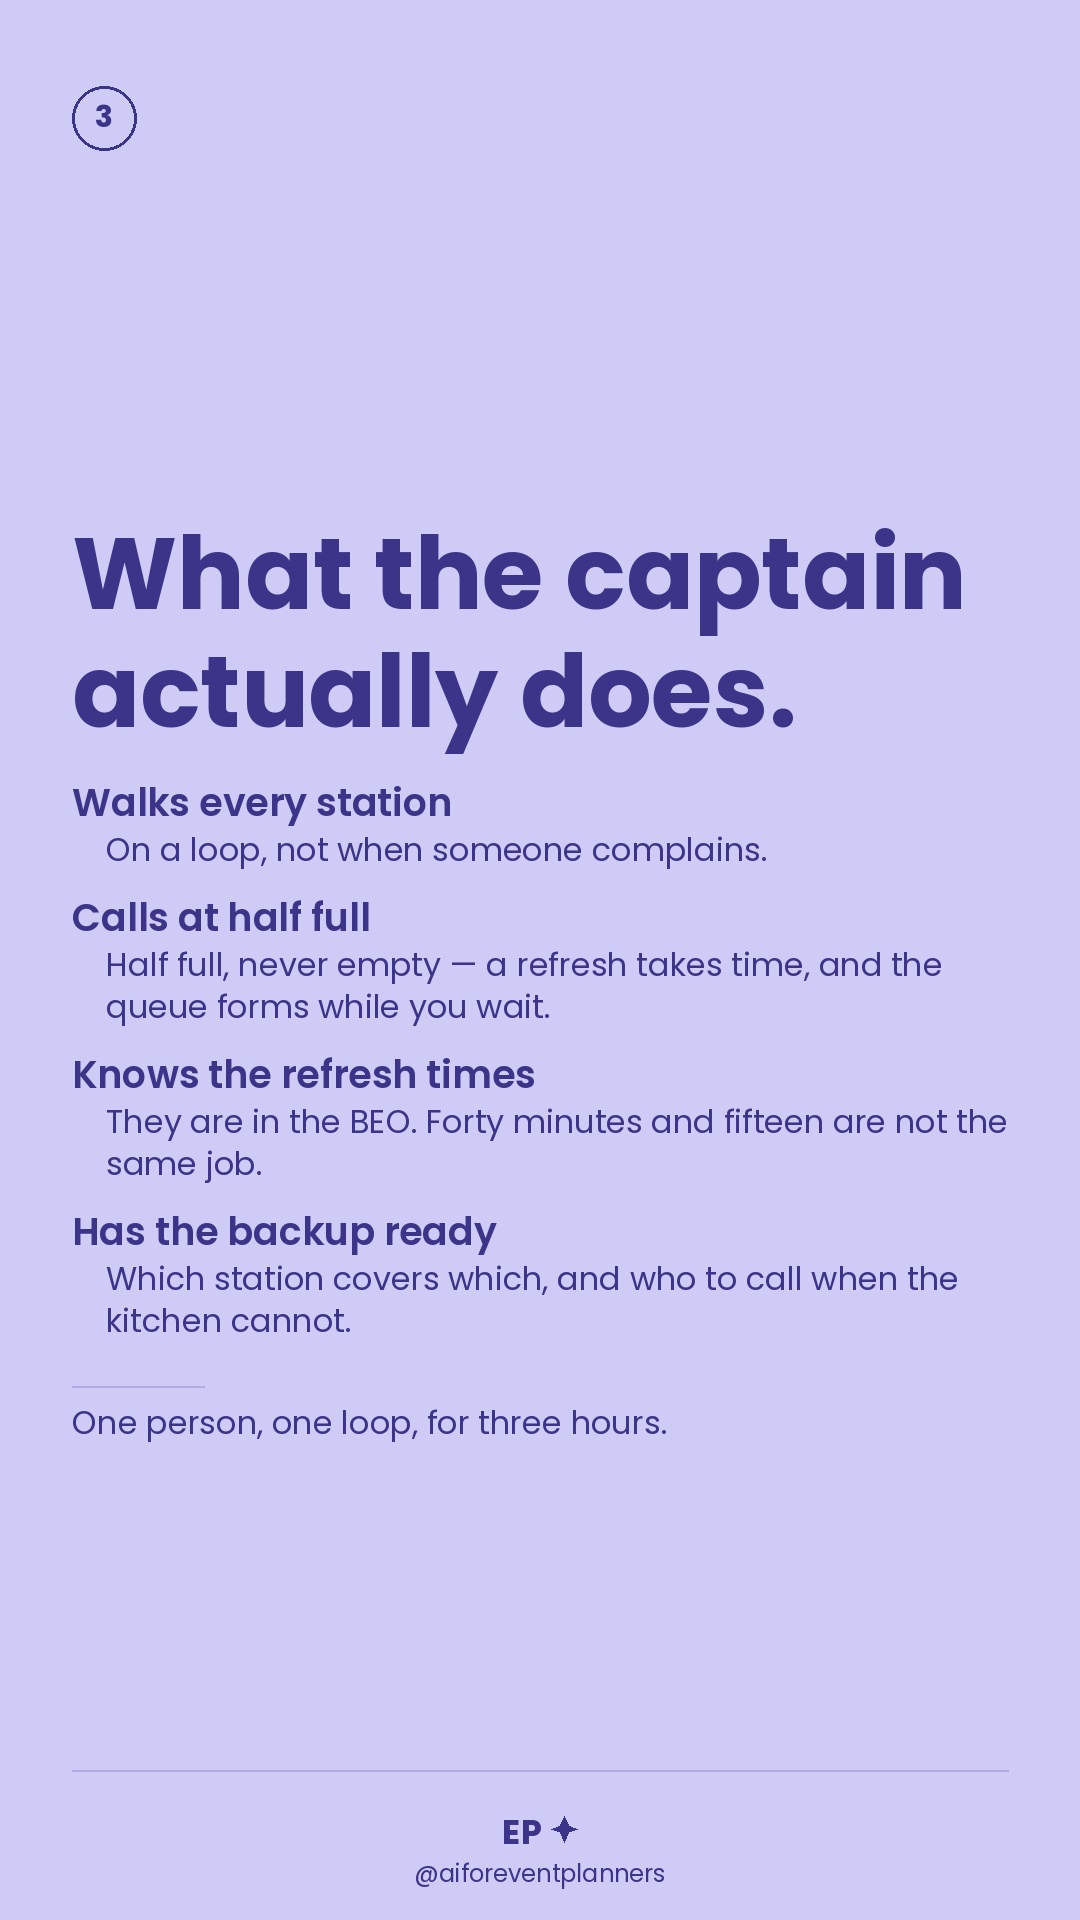 3
What the captain
actually does.
Walks every station
On a loop, not when someone complains.
Calls at half full
Half full, never empty — a refresh takes time, and the
queue forms while you wait.
Knows the refresh times
They are in the BEO. Forty minutes and fifteen are not the
same job.
Has the backup ready
Which station covers which, and who to call when the
kitchen cannot.
One person, one loop, for three hours.
EP
@aiforeventplanners